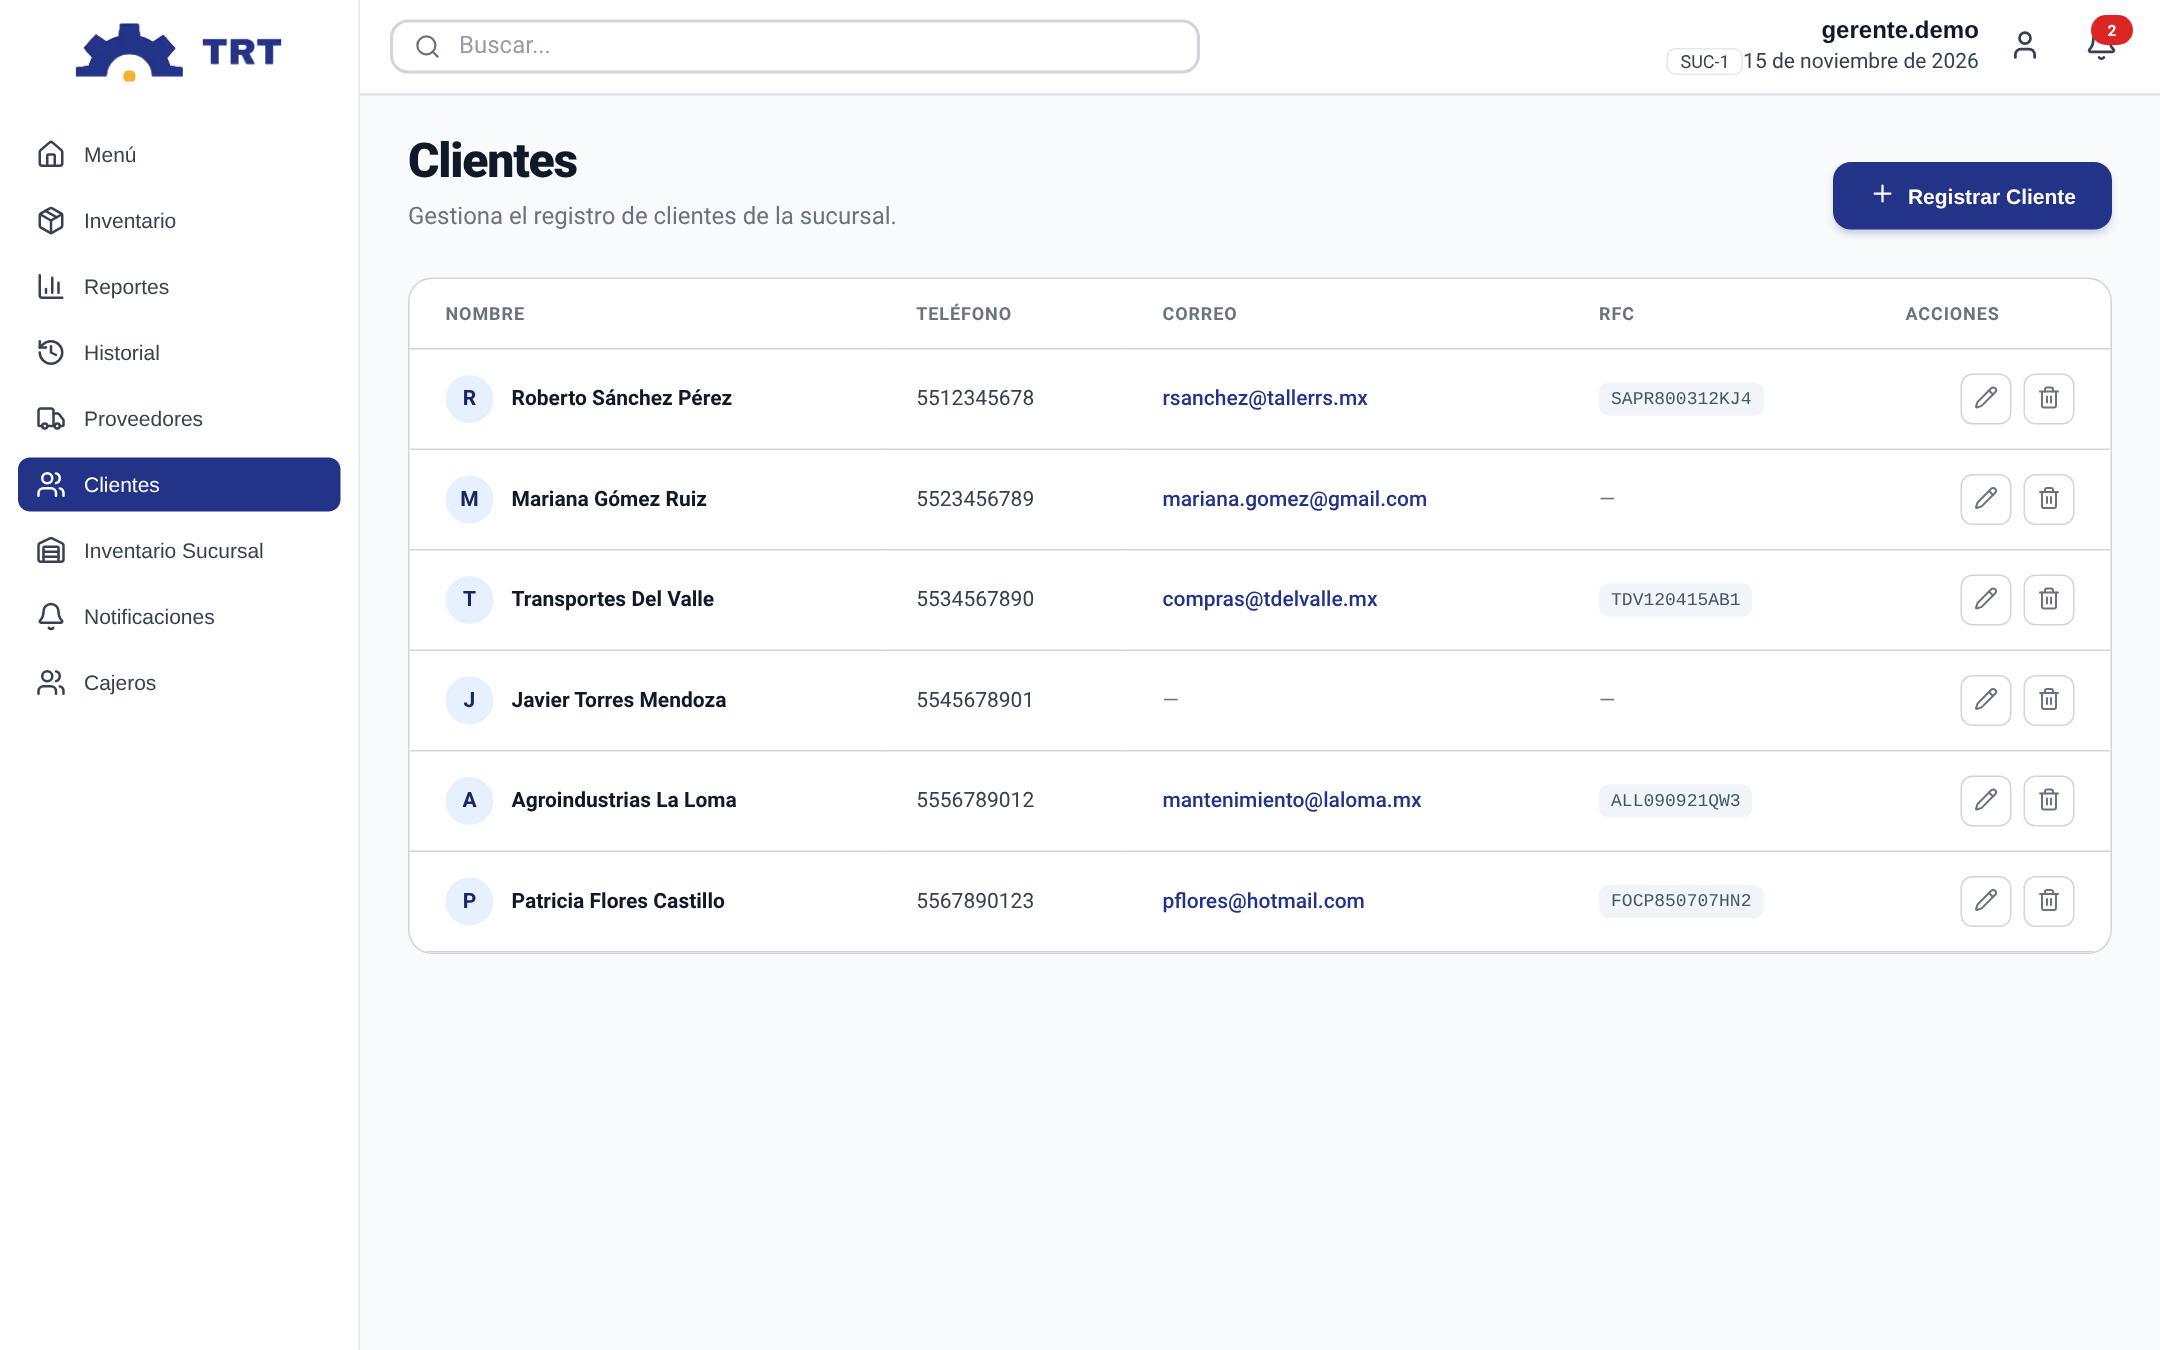 TRT
Buscar...
gerente.demo
SUC-1 15 de noviembre de 2026
2
Menú
Inventario
Reportes
Historial
Proveedores
Clientes
Inventario Sucursal
Notificaciones
Cajeros
Clientes
Gestiona el registro de clientes de la sucursal.
+ Registrar Cliente
NOMBRE TELÉFONO CORREO RFC ACCIONES
R Roberto Sánchez Pérez 5512345678 rsanchez@tallerrs.mx SAPR800312KJ4
M Mariana Gómez Ruiz 5523456789 mariana.gomez@gmail.com —
T Transportes Del Valle 5534567890 compras@tdelvalle.mx TDV120415AB1
J Javier Torres Mendoza 5545678901 — —
A Agroindustrias La Loma 5556789012 mantenimiento@laloma.mx ALL090921QW3
P Patricia Flores Castillo 5567890123 pflores@hotmail.com FOCP850707HN2